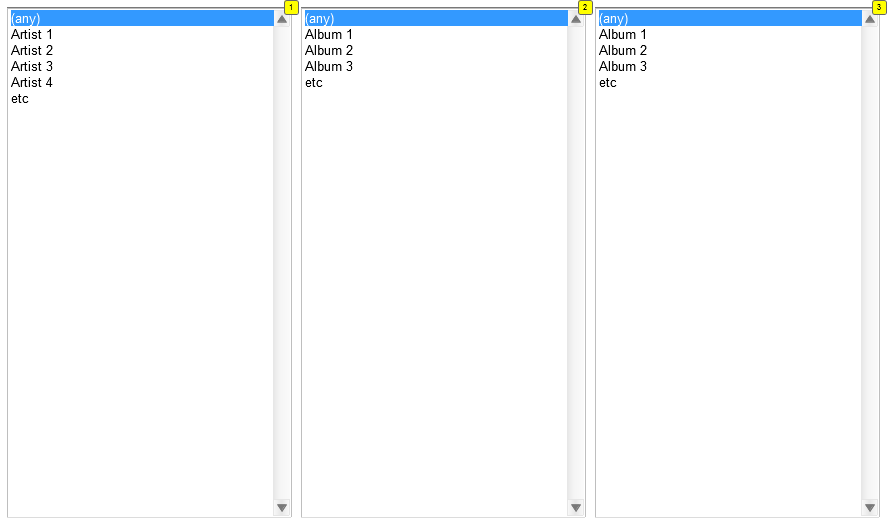 1
(any)
Artist 1
Artist 2
Artist 3
Artist 4
etc
2
(any)
Album 1
Album 2
Album 3
etc
3
(any)
Album 1
Album 2
Album 3
etc